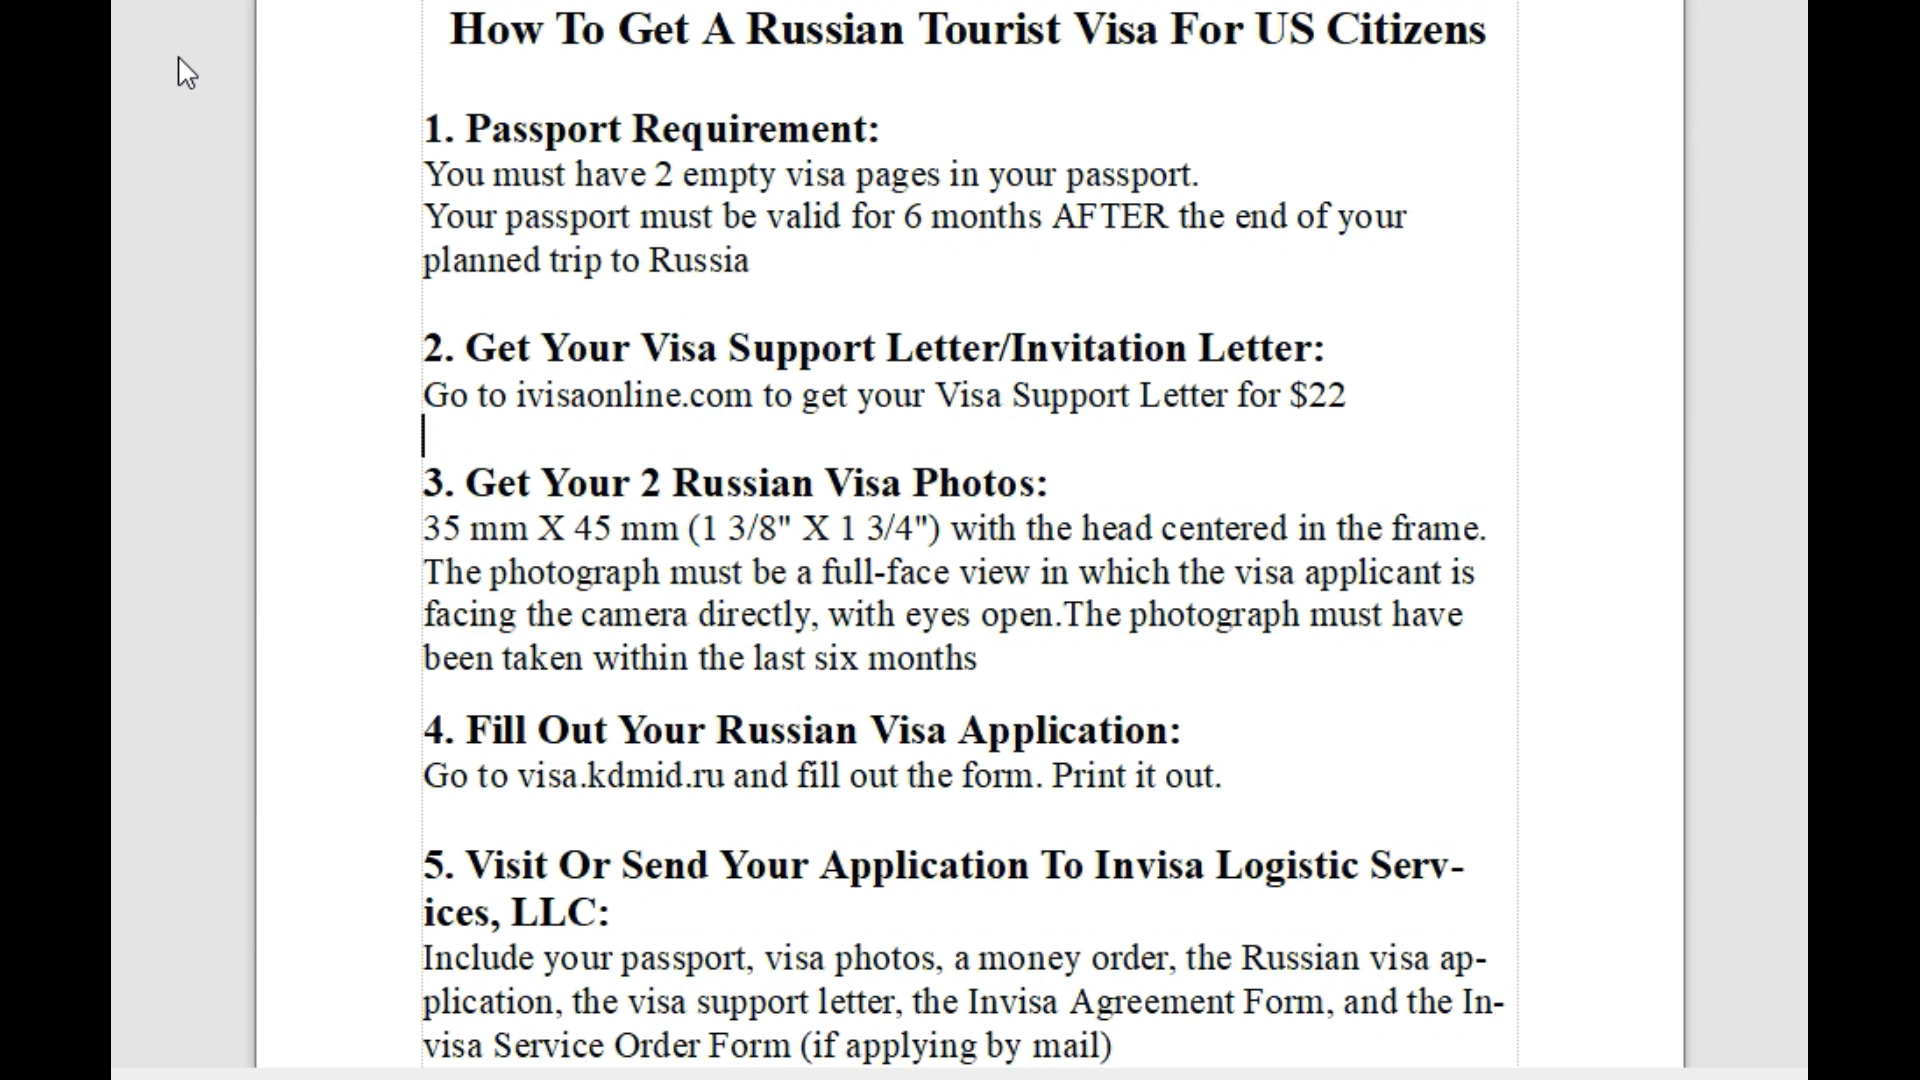 How To Get A Russian Tourist Visa For US Citizens
1. Passport Requirement:
You must have 2 empty visa pages in your passport.
Your passport must be valid for 6 months AFTER the end of your
planned trip to Russia
2. Get Your Visa Support Letter/Invitation Letter:
Go to ivisaonline.com to get your Visa Support Letter for $22
3. Get Your 2 Russian Visa Photos:
35 mm X 45 mm (1 3/8" X 1 3/4") with the head centered in the frame.
The photograph must be a full-face view in which the visa applicant is
facing the camera directly, with eyes open.The photograph must have
been taken within the last six months
4. Fill Out Your Russian Visa Application:
Go to visa.kdmid.ru and fill out the form. Print it out.
5. Visit Or Send Your Application To Invisa Logistic Serv-
ices, LLC:
Include your passport, visa photos, a money order, the Russian visa ap-
plication, the visa support letter, the Invisa Agreement Form, and the In-
visa Service Order Form (if applying by mail)